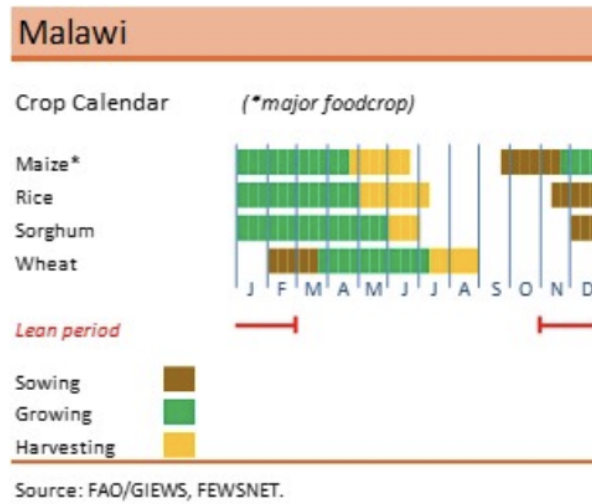 Malawi
Crop Calendar (*major foodcrop)
Maize*
Rice
Sorghum
Wheat
J F M A M J J A S O N D
Lean period
Sowing
Growing
Harvesting
Source: FAO/GIEWS, FEWSNET.